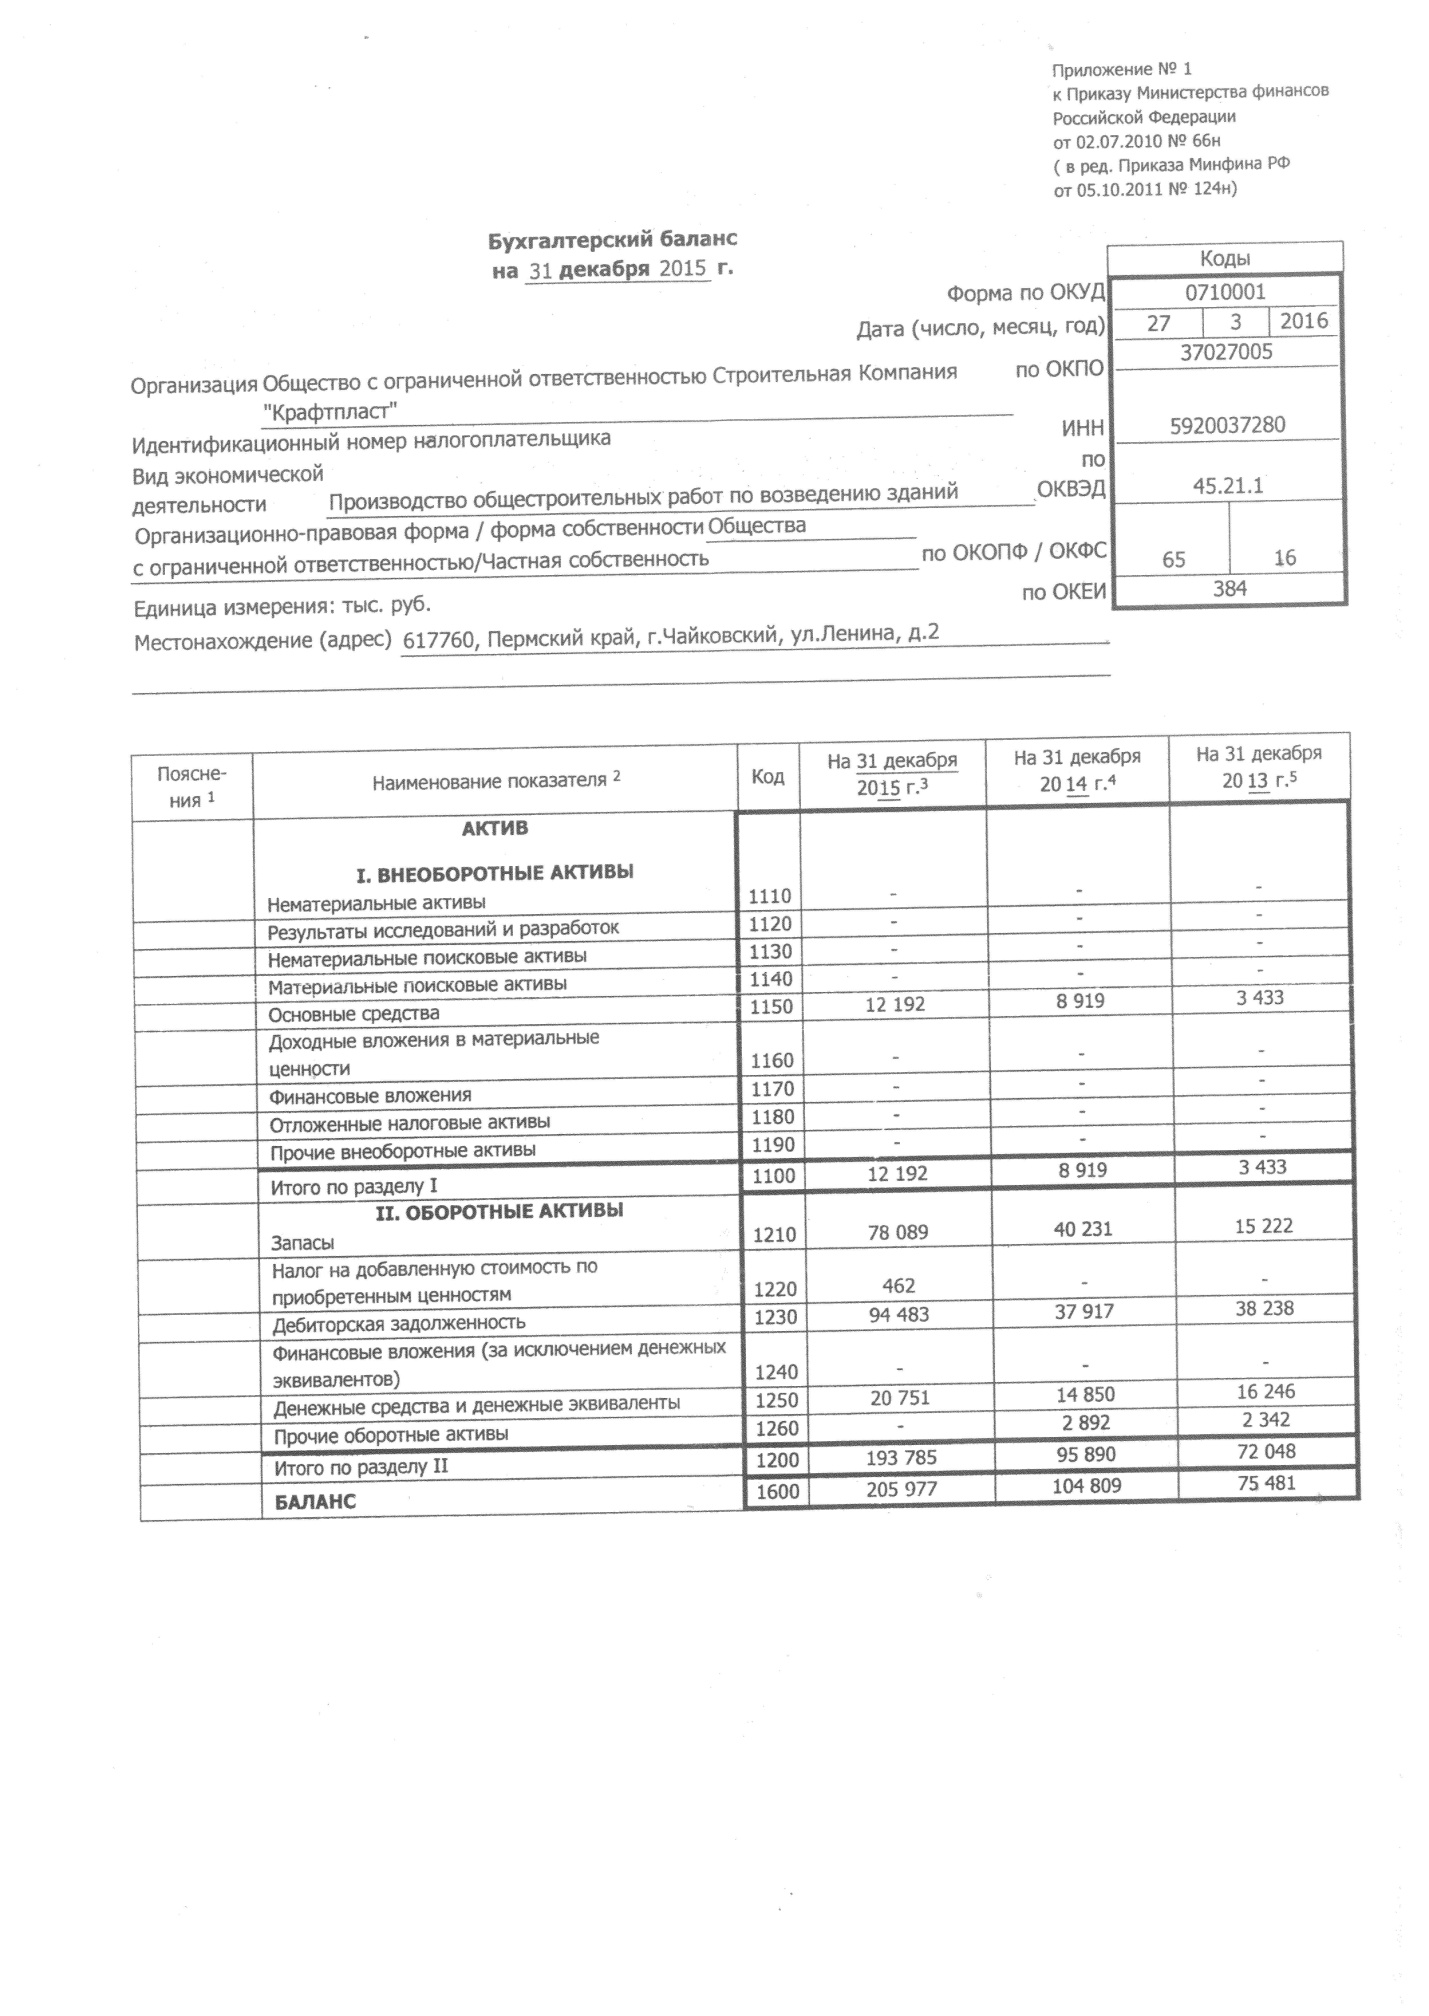 Приложение № 1
к Приказу Министерства финансов
Российской Федерации
от 02.07.2010 № 66н
( в ред. Приказа Минфина РФ
от 05.10.2011 № 124н)
Бухгалтерский баланс
на 31 декабря 2015 г.
Коды
Форма по ОКУД 0710001
Дата (число, месяц, год) 27 3 2016
Организация Общество с ограниченной ответственностью Строительная Компания по ОКПО 37027005
"Крафтпласт"
Идентификационный номер налогоплательщика ИНН 5920037280
Вид экономической по
деятельности Производство общестроительных работ по возведению зданий ОКВЭД 45.21.1
Организационно-правовая форма / форма собственности Общества
с ограниченной ответственностью/Частная собственность по ОКОПФ / ОКФС 65 16
Единица измерения: тыс. руб. по ОКЕИ 384
Местонахождение (адрес) 617760, Пермский край, г.Чайковский, ул.Ленина, д.2
Поясне- На 31 декабря На 31 декабря На 31 декабря
ния 1 Наименование показателя 2 Код 2015 г.3 20 14 г.4 20 13 г.5
АКТИВ
I. ВНЕОБОРОТНЫЕ АКТИВЫ
Нематериальные активы 1110 - - -
Результаты исследований и разработок 1120 - - -
Нематериальные поисковые активы 1130 - - -
Материальные поисковые активы 1140 - - -
Основные средства 1150 12 192 8 919 3 433
Доходные вложения в материальные
ценности 1160 - - -
Финансовые вложения 1170 - - -
Отложенные налоговые активы 1180 - - -
Прочие внеоборотные активы 1190 - - -
Итого по разделу I 1100 12 192 8 919 3 433
II. ОБОРОТНЫЕ АКТИВЫ
Запасы 1210 78 089 40 231 15 222
Налог на добавленную стоимость по
приобретенным ценностям 1220 462 - -
Дебиторская задолженность 1230 94 483 37 917 38 238
Финансовые вложения (за исключением денежных
эквивалентов) 1240 - - -
Денежные средства и денежные эквиваленты 1250 20 751 14 850 16 246
Прочие оборотные активы 1260 - 2 892 2 342
Итого по разделу II 1200 193 785 95 890 72 048
БАЛАНС 1600 205 977 104 809 75 481